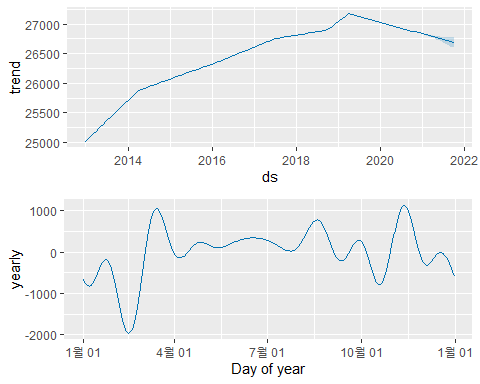 27000
26500
26000
25500
25000
trend
2014
2016
2018
2020
2022
ds
1000
0
-1000
-2000
yearly
1월 01
4월 01
7월 01
10월 01
1월 01
Day of year